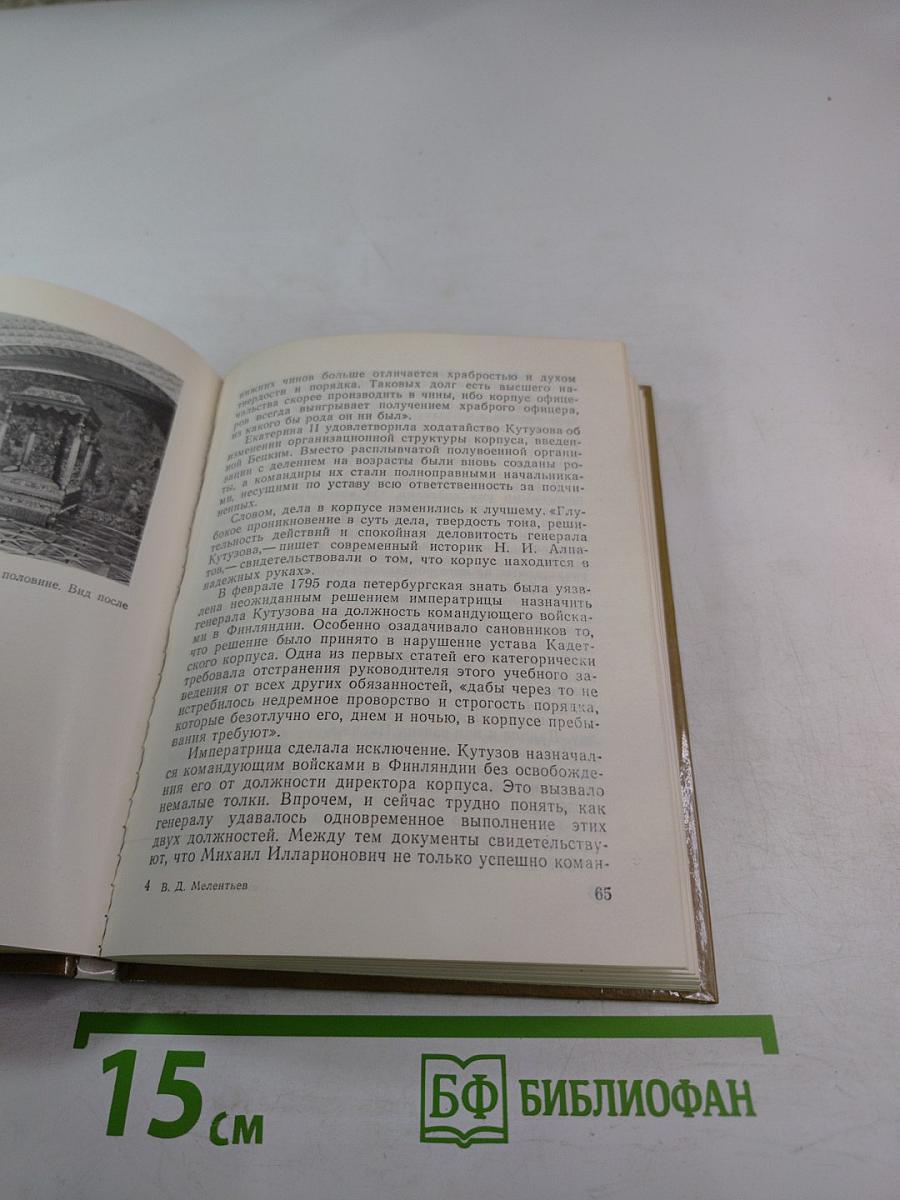 половине. Вид после
нижних чинов больше отличается храбростью и духом
твердости и порядка. Таковых долг есть высшего на-
чальства скорее производить в чины, ибо корпус офице-
ров всегда выигрывает получением храброго офицера,
из какого бы рода он ни был».
Екатерина II удовлетворила ходатайство Кутузова об
изменении организационной структуры корпуса, введен-
ной Бецким. Вместо расплывчатой полувоенной органи-
зации с делением на возрасты были вновь созданы ро-
ты, а командиры их стали полноправными начальника-
ми, несущими по уставу всю ответственность за подчи-
ненных.
Словом, дела в корпусе изменились к лучшему. «Глу-
бокое проникновение в суть дела, твердость тона, реши-
тельность действий и спокойная деловитость генерала
Кутузова,— пишет современный историк Н. И. Алпа-
тов,— свидетельствовали о том, что корпус находится в
надежных руках».
В феврале 1795 года петербургская знать была уязв-
лена неожиданным решением императрицы назначить
генерала Кутузова на должность командующего войска-
ми в Финляндии. Особенно озадачивало сановников то,
что решение было принято в нарушение устава Кадет-
ского корпуса. Одна из первых статей его категорически
требовала отстранения руководителя этого учебного за-
ведения от всех других обязанностей, «дабы через то не
истребилось недремное проворство и строгость порядка,
которые безотлучно его, днем и ночью, в корпусе пребы-
вания требуют».
Императрица сделала исключение. Кутузов назначал-
ся командующим войсками в Финляндии без освобожде-
ния его от должности директора корпуса. Это вызвало
немалые толки. Впрочем, и сейчас трудно понять, как
генералу удавалось одновременное выполнение этих
двух должностей. Между тем документы свидетельству-
ют, что Михаил Илларионович не только успешно коман-
4 В. Д. Мелентьев
65
15 см
БФ БИБЛИОФАН